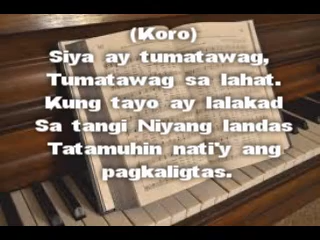 (Koro)
Siya ay tumatawag,
Tumatawag sa lahat.
Kung tayo ay lalakad
Sa tangi Niyang landas
Tatamuhin nati'y ang
pagkaligtas.